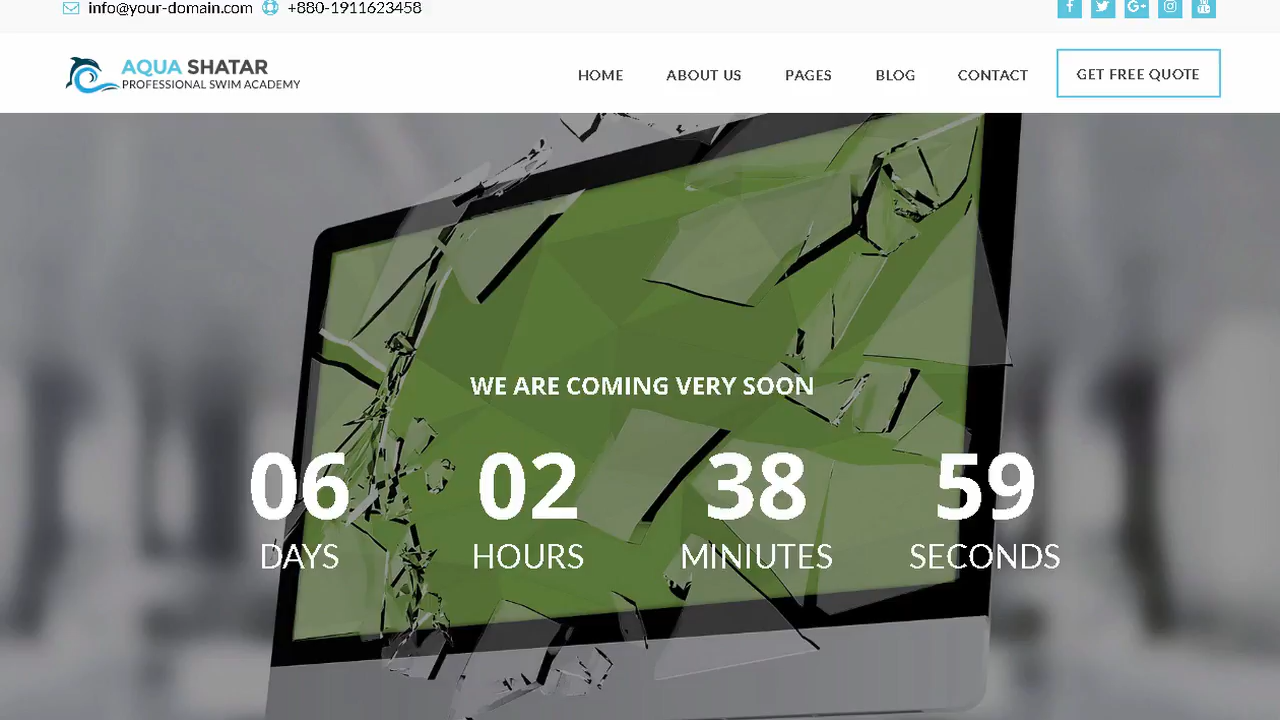 info@your-domain.com +880-1911623458
AQUA SHATAR
PROFESSIONAL SWIM ACADEMY
HOME ABOUT US PAGES BLOG CONTACT GET FREE QUOTE
WE ARE COMING VERY SOON
06 02 38 59
DAYS HOURS MINIUTES SECONDS